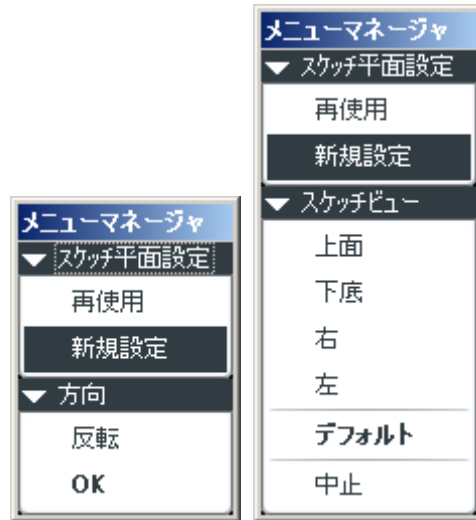 メニューマネージャ
スケッチ平面設定
再使用
新規設定
方向
反転
OK
メニューマネージャ
スケッチ平面設定
再使用
新規設定
スケッチビュー
上面
下底
右
左
デフォルト
中止